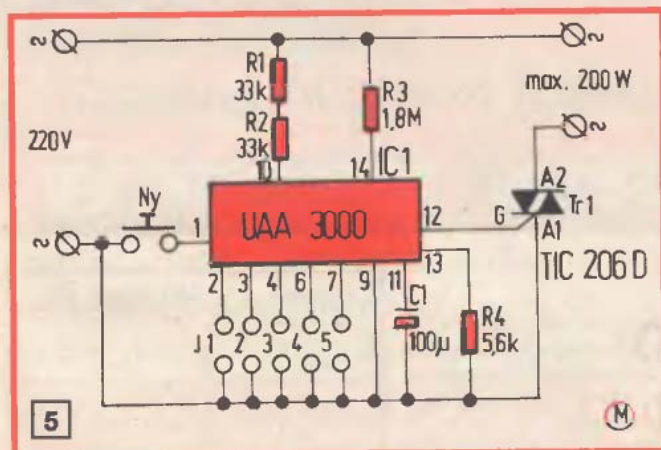 R1
33k
R2
33k
R3
1,8M
max. 200 W
220V
Ny
10
14
IC1
1
UAA 3000
12
G
A2
Tr1
A1
13
TIC 206 D
2
3
4
6
7
9
11
C1
100μ
R4
5,6k
J 1
2
3
4
5
5
M